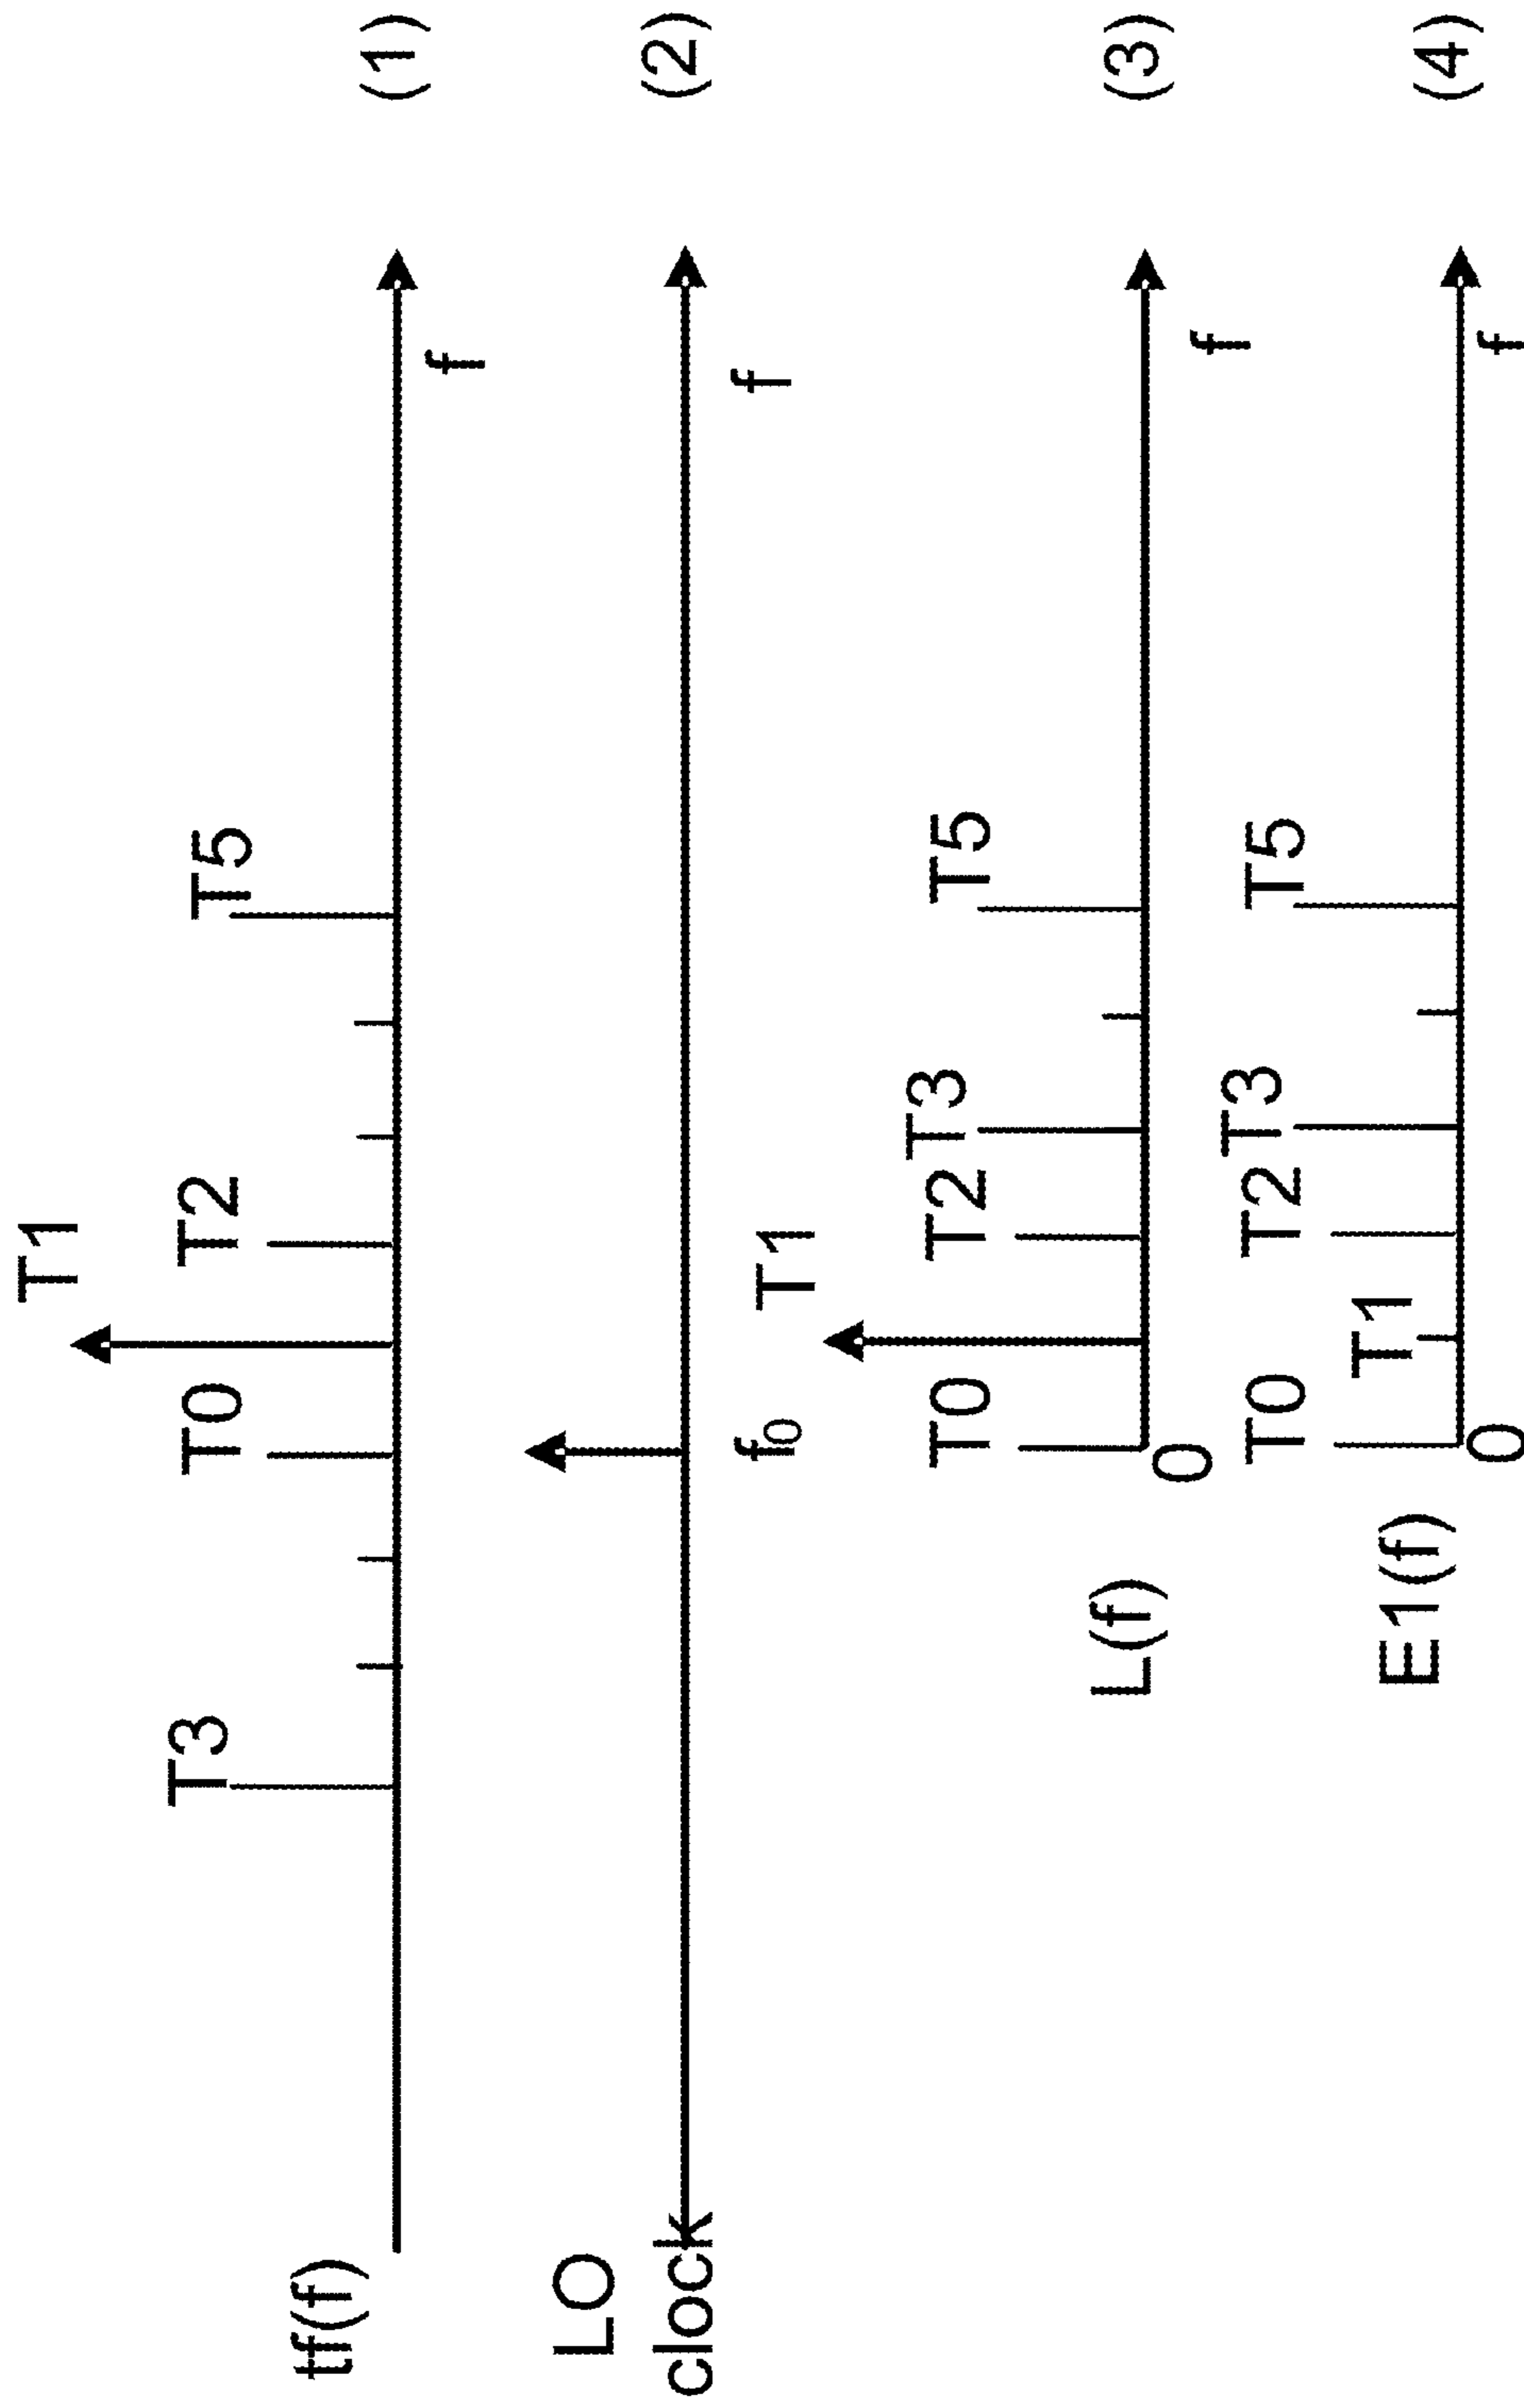 T1
tf(f)
T3
T0
T2
T5
f
(1)
LO
clock
f0
f
(2)
T1
L(f)
T0
T2
T3
T5
0
f
(3)
E1(f)
T0
T1
T2
T3
T5
0
f
(4)